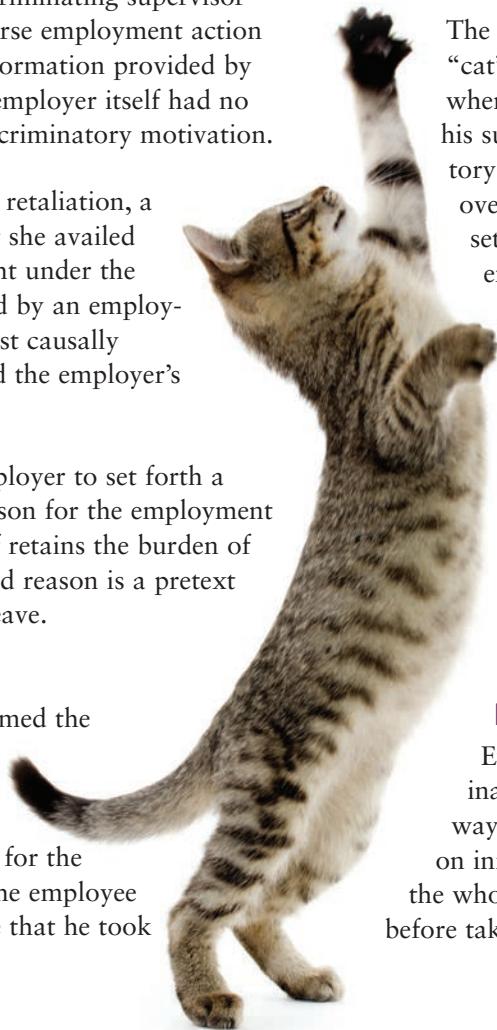 criminating supervisor
rse employment action
ormation provided by
employer itself had no
criminatory motivation.
retaliation, a
she availed
nt under the
d by an employ-
st causally
d the employer’s
ployer to set forth a
son for the employment
retains the burden of
d reason is a pretext
eave.
med the
for the
he employee
that he took
The
“cat’
when
his su
tory
ove
set
e
E
ina
way
on in
the who
before tak